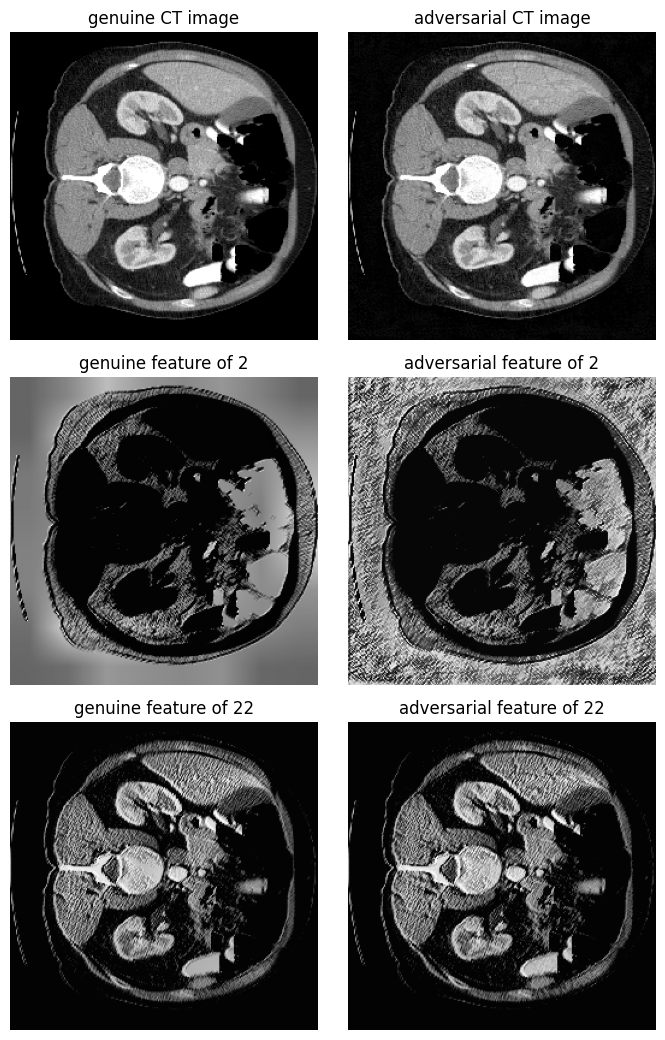 genuine CT image
adversarial CT image
genuine feature of 2
adversarial feature of 2
genuine feature of 22
adversarial feature of 22